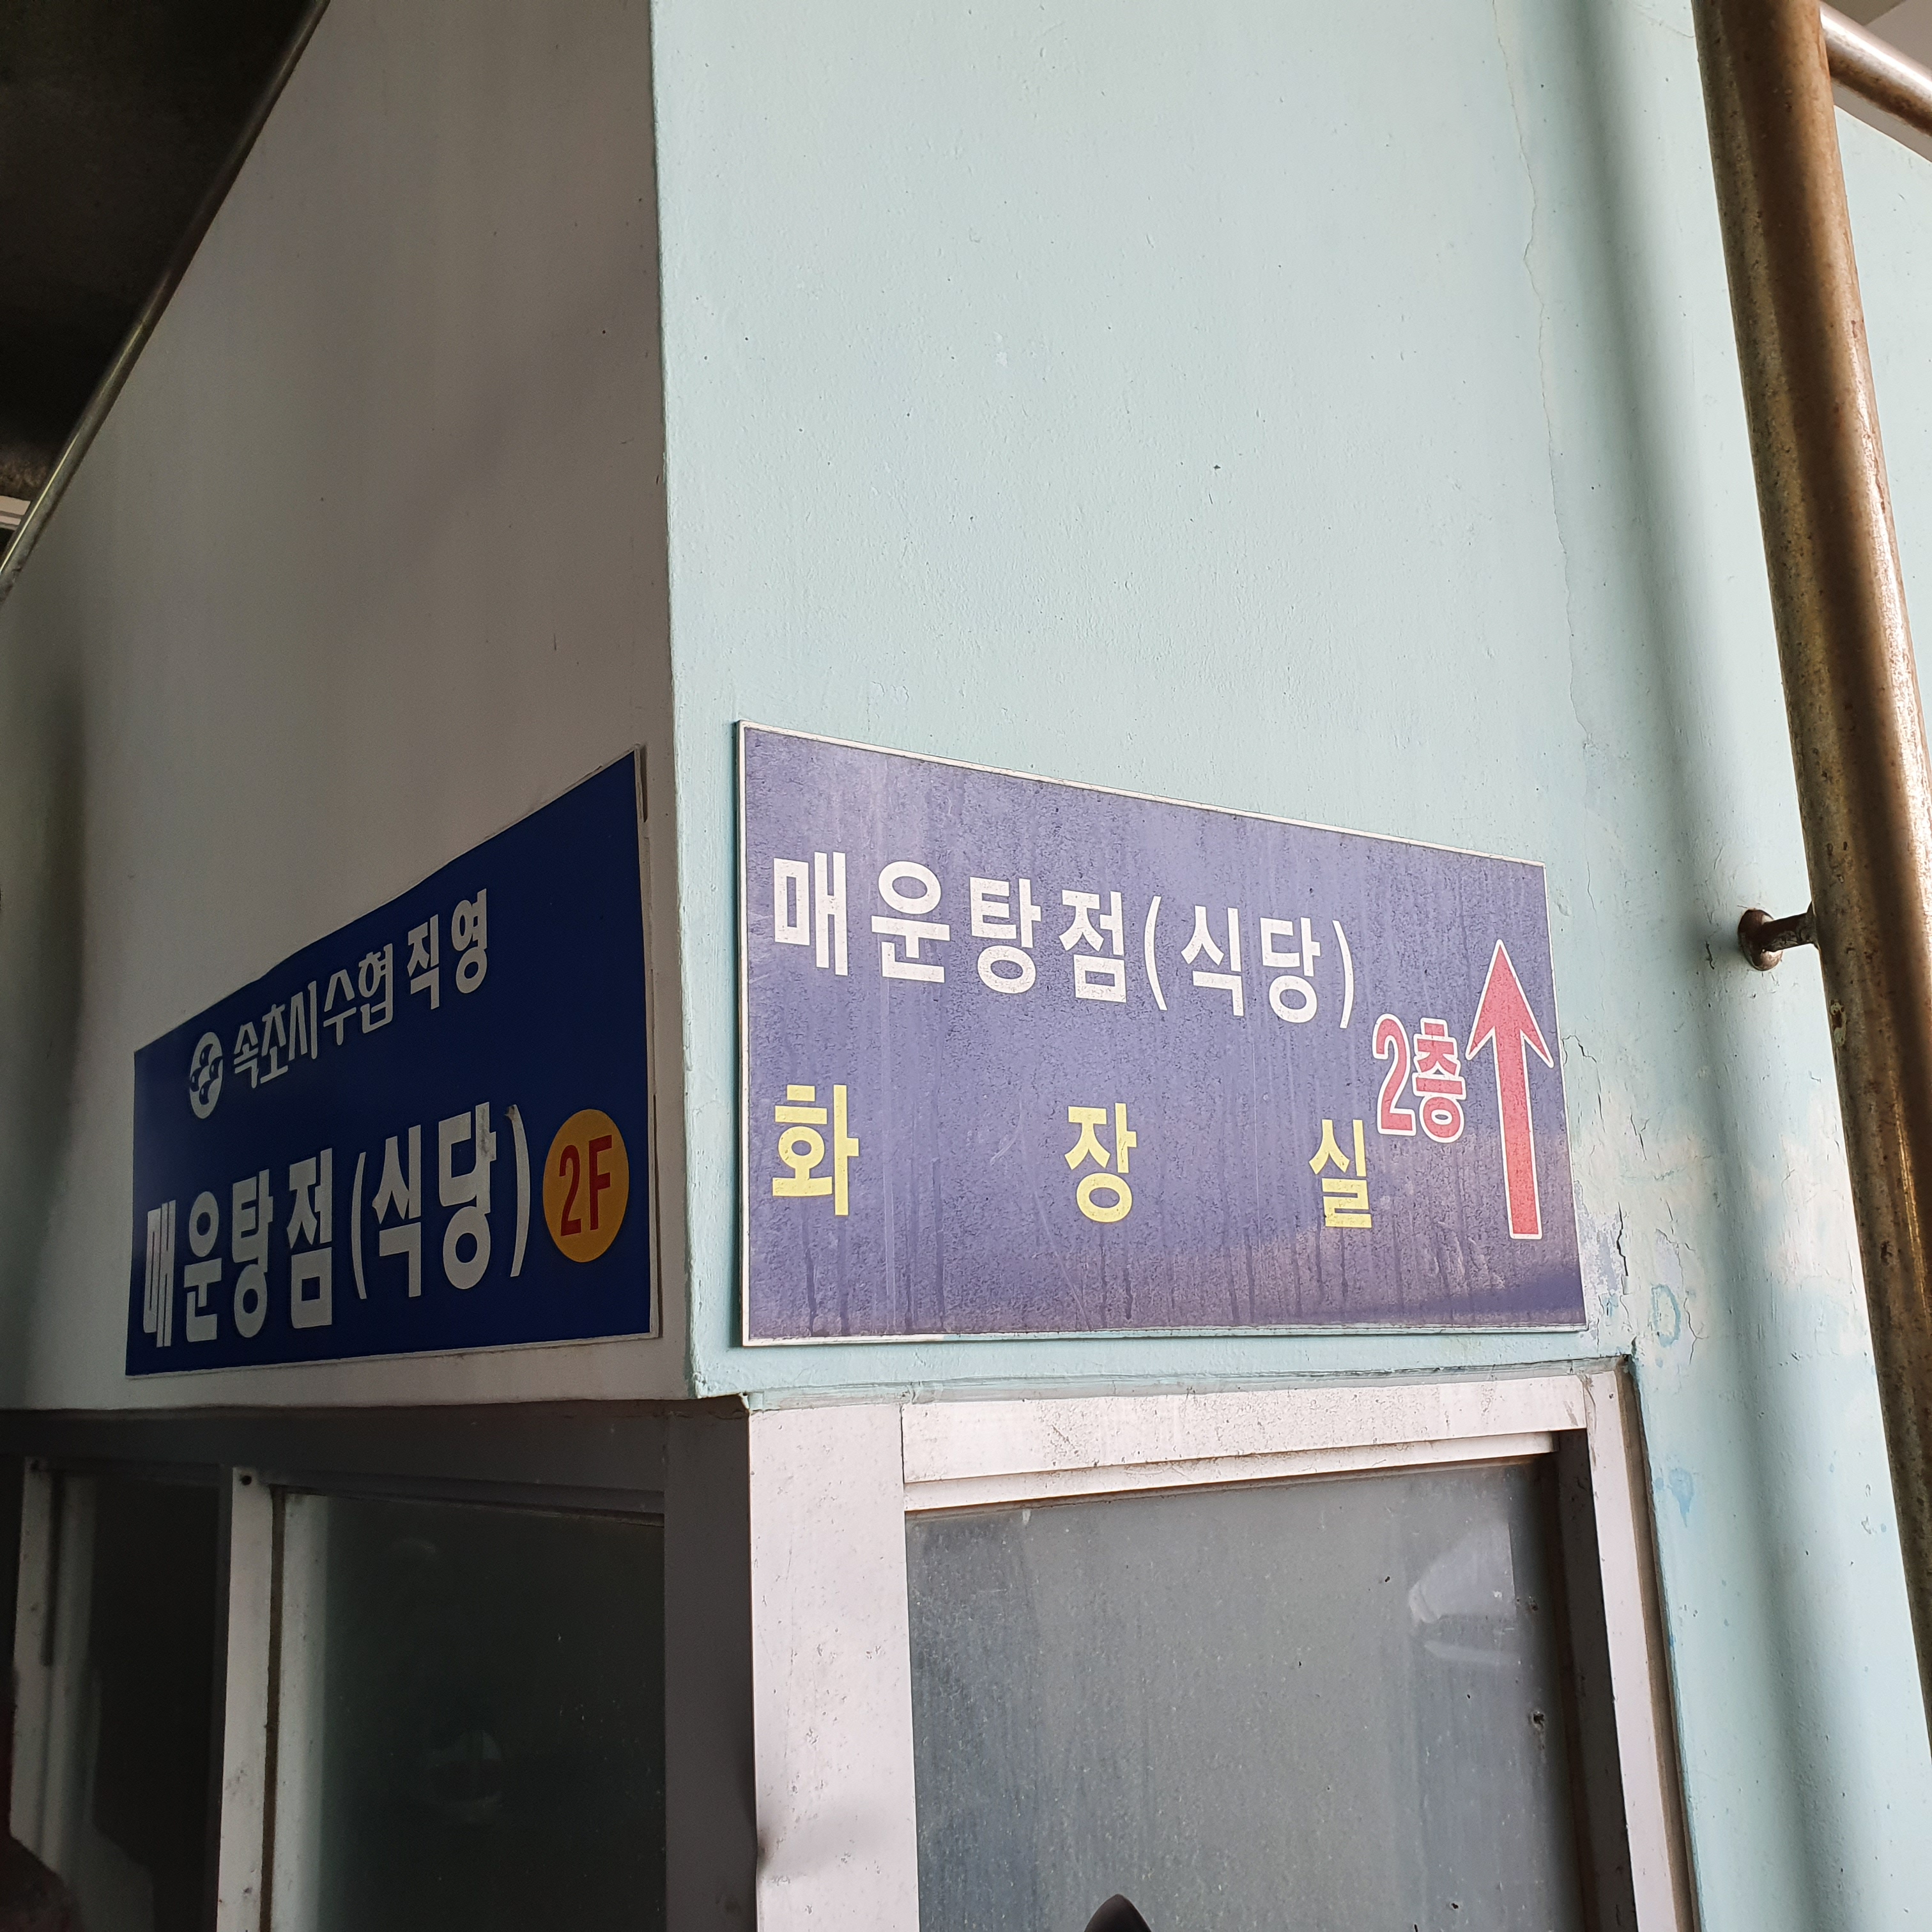 속초시수협 직영
매운탕점(식당) 2F
매운탕점(식당)
화장실
2층